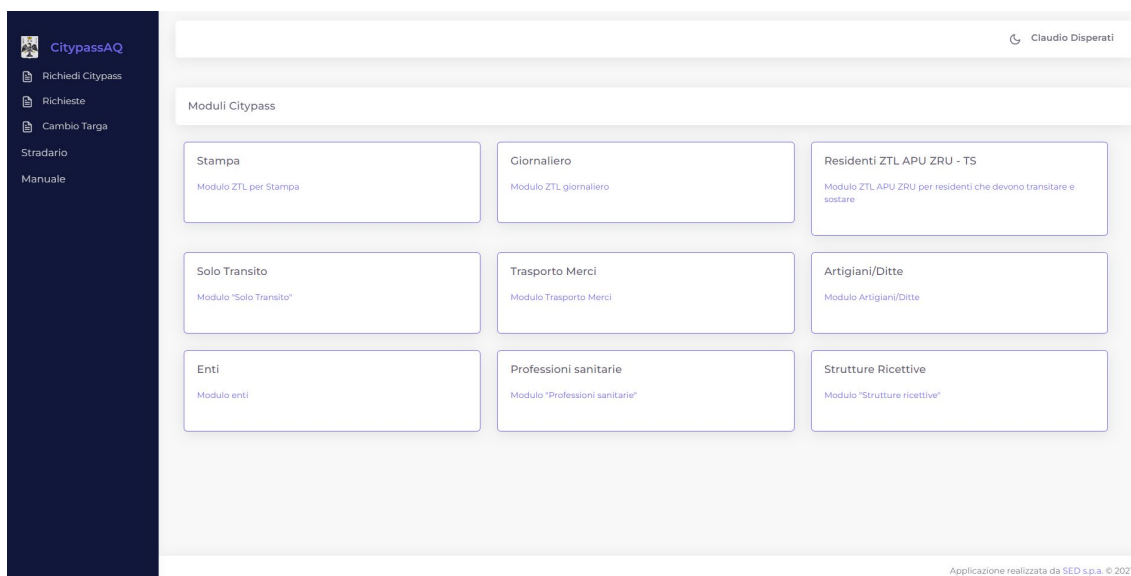 CitypassAQ
Richiedi Citypass
Richieste
Cambio Targa
Stradario
Manuale
Claudio Disperati
Moduli Citypass
Stampa
Modulo ZTL per Stampa
Giornaliero
Modulo ZTL giornaliero
Residenti ZTL APU ZRU - TS
Modulo ZTL APU ZRU per residenti che devono transitare e
sostare
Solo Transito
Modulo "Solo Transito"
Trasporto Merci
Modulo Trasporto Merci
Artigiani/Ditte
Modulo Artigiani/Ditte
Enti
Modulo enti
Professioni sanitarie
Modulo "Professioni sanitarie"
Strutture Ricettive
Modulo "Strutture ricettive"
Applicazione realizzata da SED s.p.a. ©